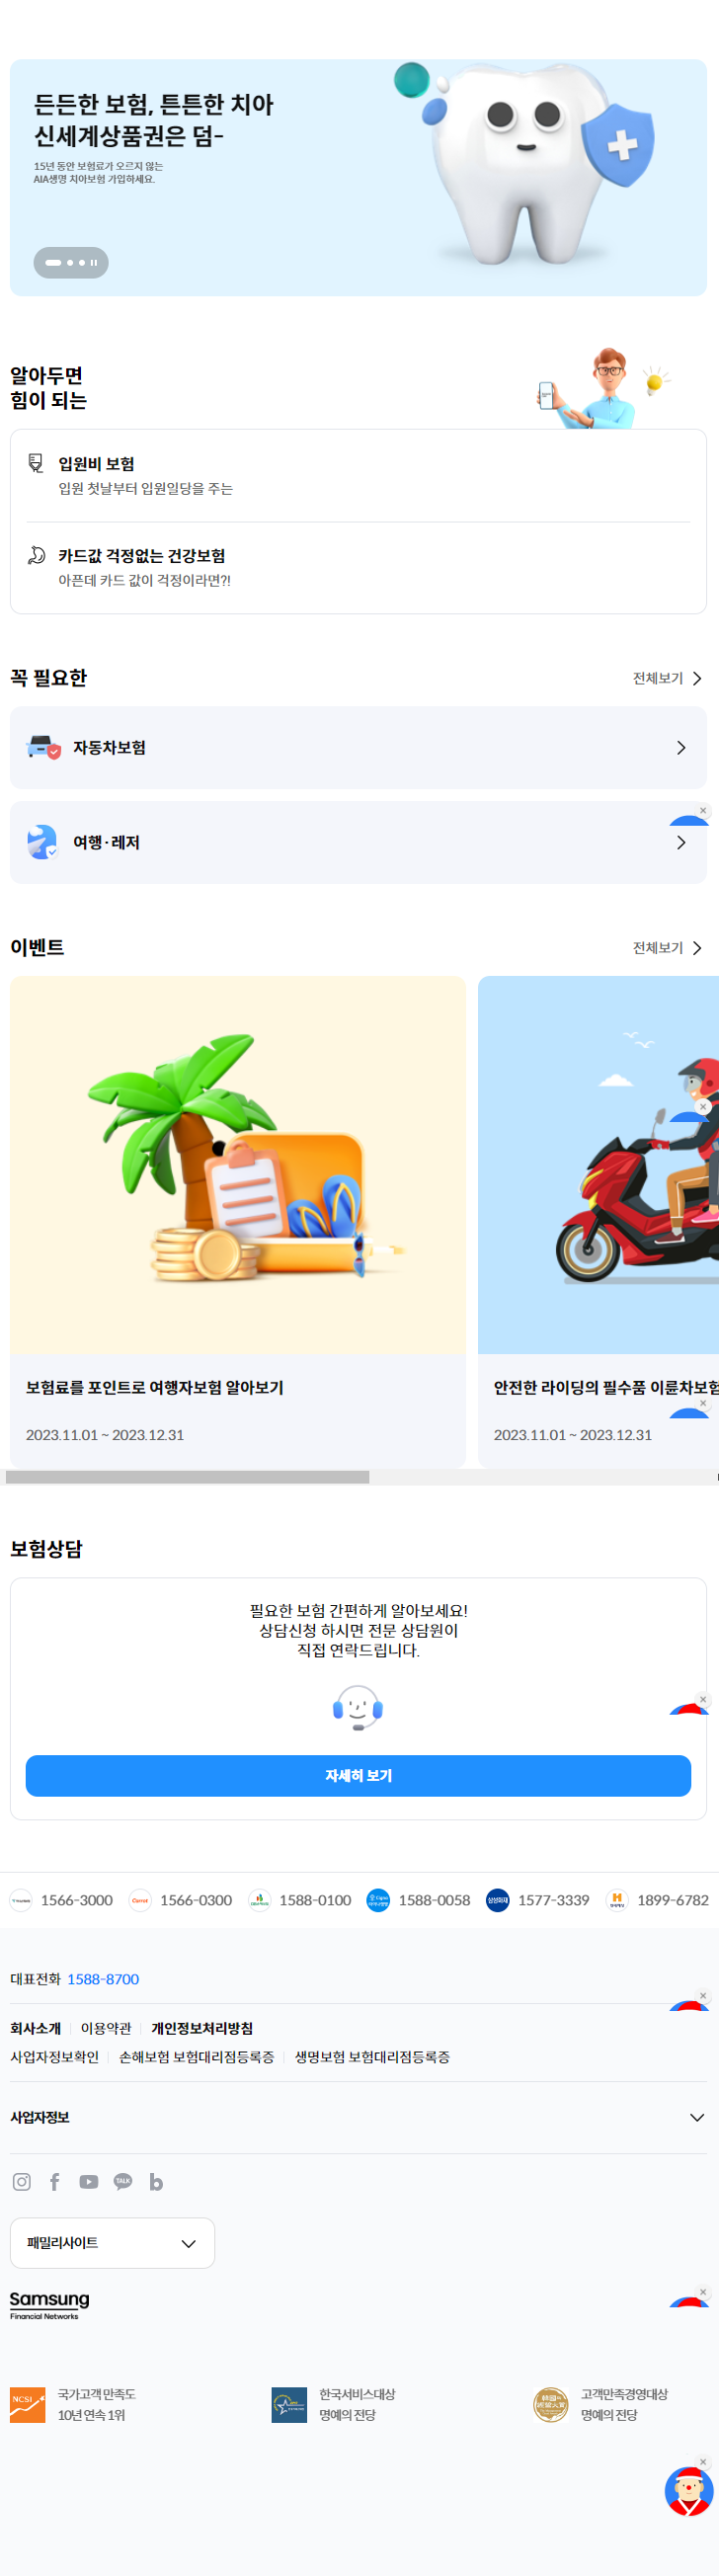 든든한 보험, 튼튼한 치아
신세계상품권은 덤~
15년 동안 보험료가 오르지 않는
AIA생명 치아보험 가입하세요.
알아두면
힘이 되는
입원비 보험
입원 첫날부터 입원일당을 주는
카드값 걱정없는 건강보험
아픈데 카드 값이 걱정이라면?!
꼭 필요한
전체보기
자동차보험
여행·레저
이벤트
전체보기
보험료를 포인트로 여행자보험 알아보기
2023.11.01 ~ 2023.12.31
안전한 라이딩의 필수품 이륜차보험
2023.11.01 ~ 2023.12.31
보험상담
필요한 보험 간편하게 알아보세요!
상담신청 하시면 전문 상담원이
직접 연락드립니다.
자세히 보기
1566-3000
Carrot
1566-0300
1588-0100
1588-0058
삼성화재
1577-3339
1899-6782
대표전화 1588-8700
회사소개 이용약관 개인정보처리방침
사업자정보확인 손해보험 보험대리점등록증 생명보험 보험대리점등록증
사업자정보
TALK
패밀리사이트
Samsung
Financial Networks
NCSI
국가고객 만족도
10년 연속 1위
한국서비스대상
명예의 전당
고객만족경영대상
명예의 전당